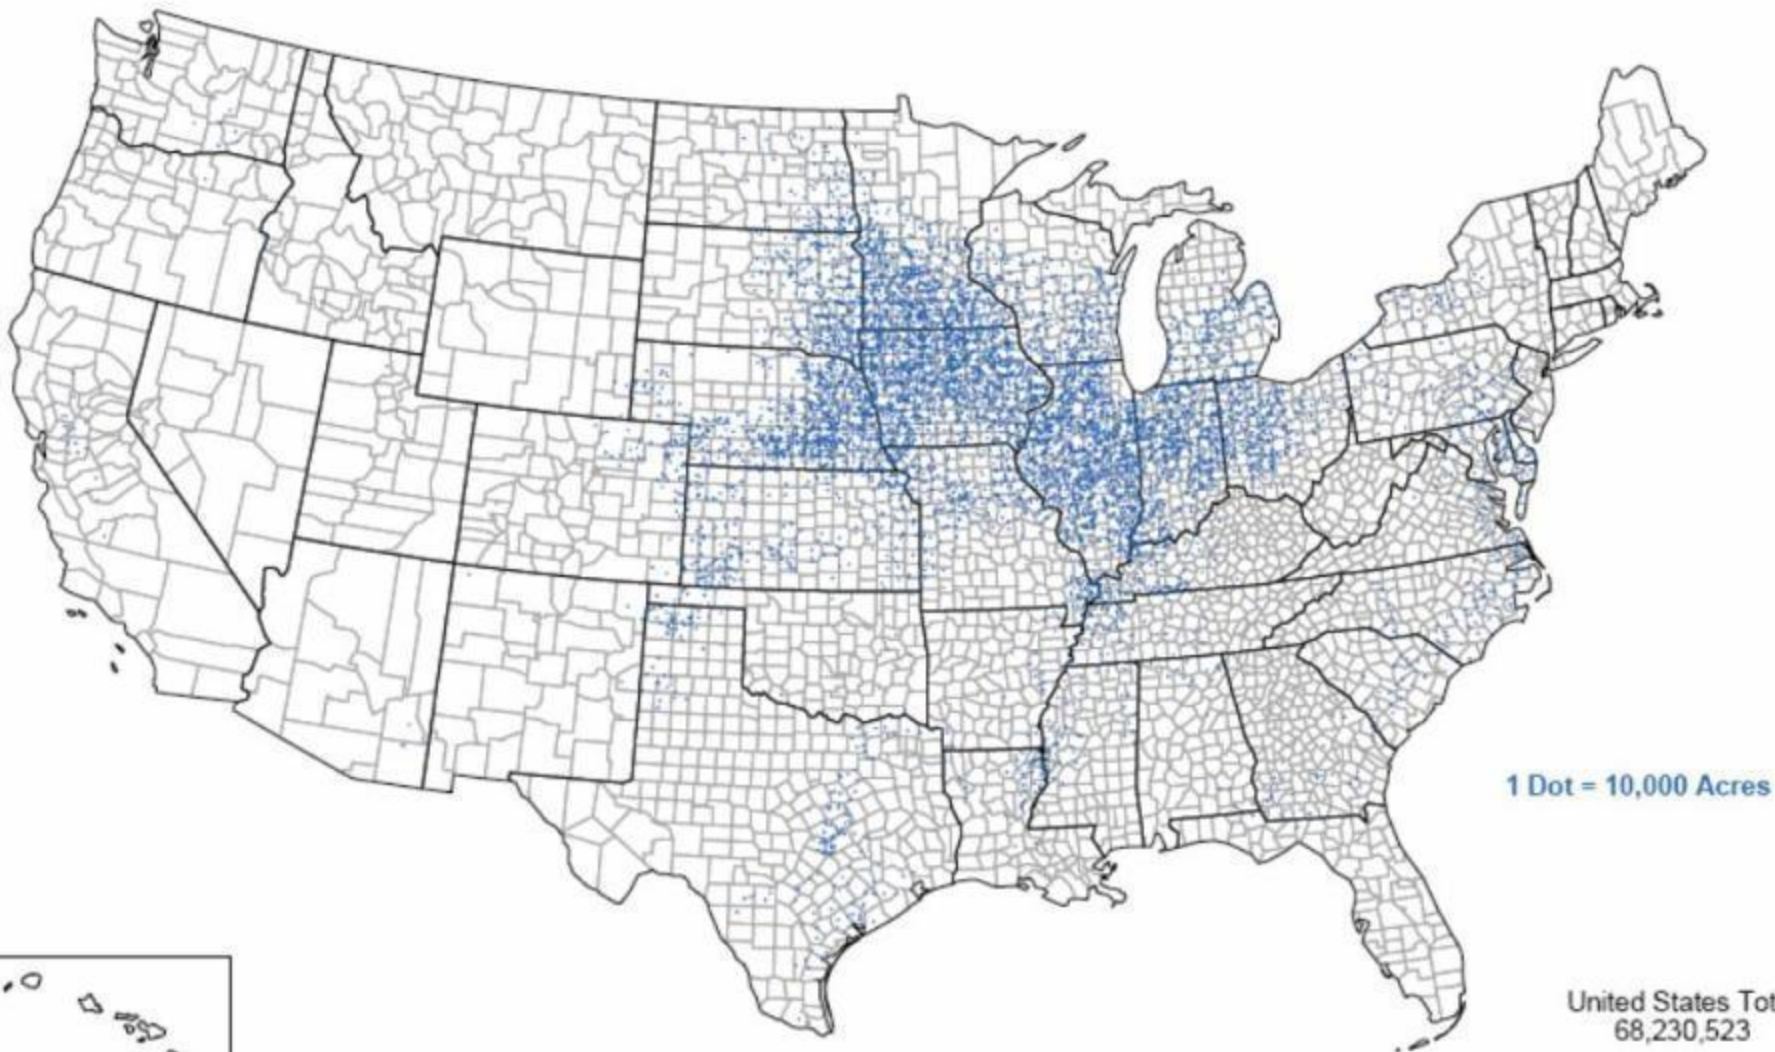 1 Dot = 10,000 Acres
United States Tot
68,230,523